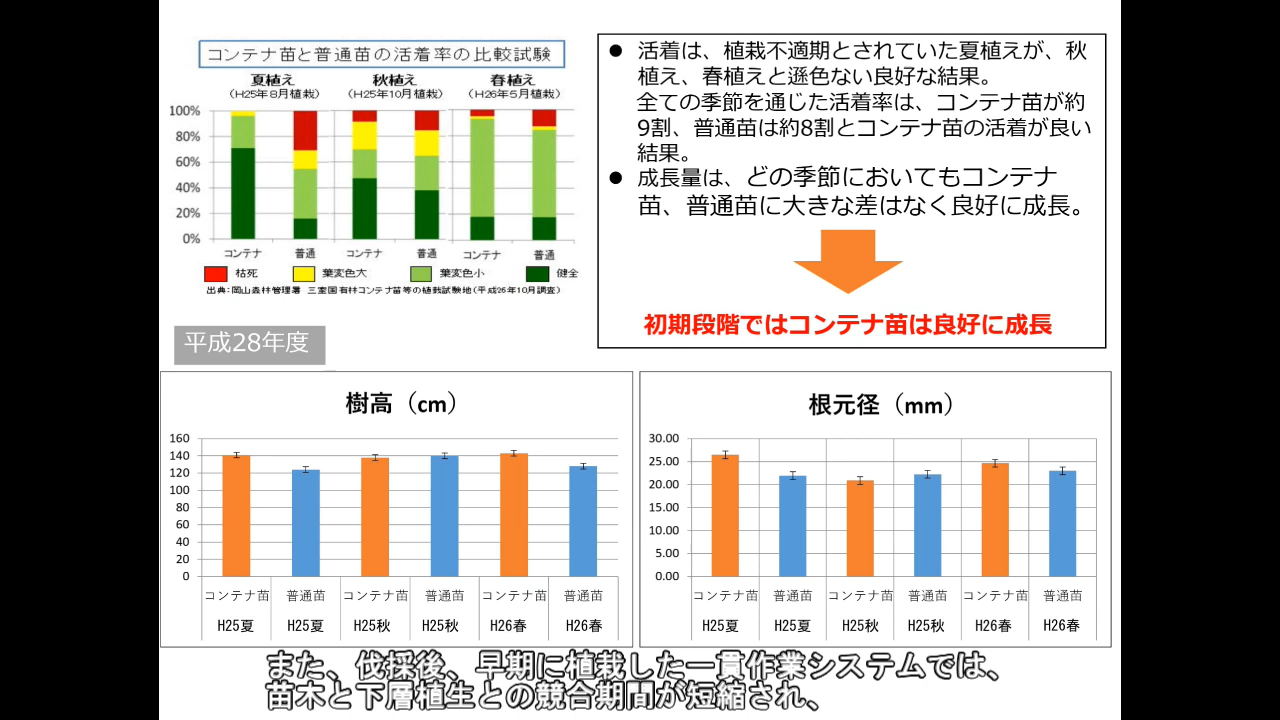 コンテナ苗と普通苗の活着率の比較試験
夏植え 秋植え 春植え
（H25年8月植栽） （H25年10月植栽） （H26年5月植栽）
100%
80%
60%
40%
20%
0%
コンテナ 普通 コンテナ 普通 コンテナ 普通
枯死 葉変色大 葉変色小 健全
出典：岡山森林管理署 三室国有林コンテナ苗等の植栽試験地（平成26年10月調査）
● 活着は、植栽不適期とされていた夏植えが、秋
植え、春植えと遜色ない良好な結果。
全ての季節を通じた活着率は、コンテナ苗が約
9割、普通苗は約8割とコンテナ苗の活着が良い
結果。
● 成長量は、どの季節においてもコンテナ
苗、普通苗に大きな差はなく良好に成長。
初期段階ではコンテナ苗は良好に成長
平成28年度
樹高（cm）
160
140
120
100
80
60
40
20
0
コンテナ苗 普通苗 コンテナ苗 普通苗 コンテナ苗 普通苗
H25夏 H25夏 H25秋 H25秋 H26春 H26春
根元径（mm）
30.00
25.00
20.00
15.00
10.00
5.00
0.00
コンテナ苗 普通苗 コンテナ苗 普通苗 コンテナ苗 普通苗
H25夏 H25夏 H25秋 H25秋 H26春 H26春
また、伐採後、早期に植栽した一貫作業システムでは、
苗木と下層植生との競合期間が短縮され、